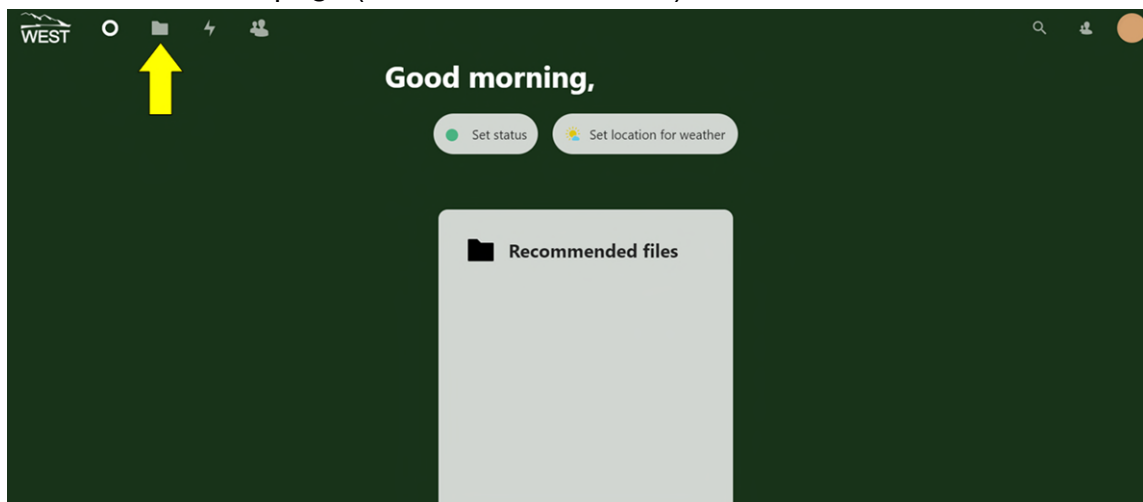 WEST
Good morning,
Set status
Set location for weather
Recommended files